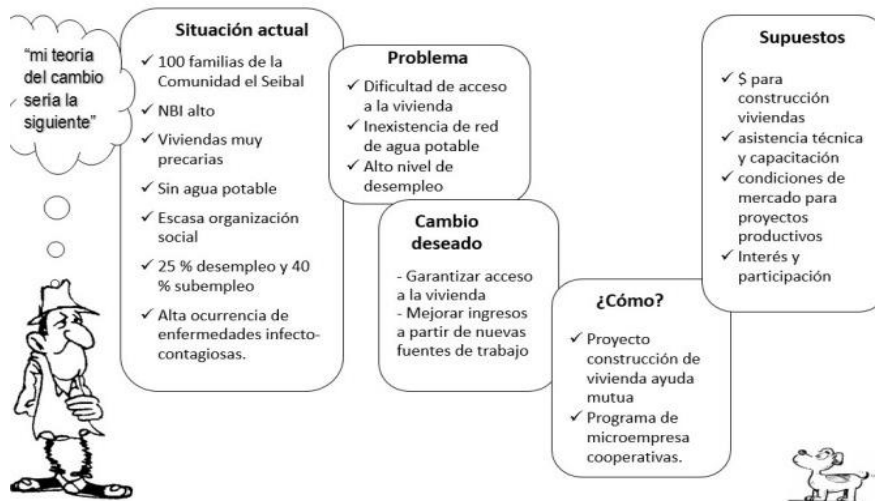 “mi teoría
del cambio
seria la
siguiente”
Situación actual
✓ 100 familias de la
Comunidad el Seibal
✓ NBI alto
✓ Viviendas muy
precarias
✓ Sin agua potable
✓ Escasa organización
social
✓ 25 % desempleo y 40
% subempleo
✓ Alta ocurrencia de
enfermedades infecto-
contagiosas.
Problema
✓ Dificultad de acceso
a la vivienda
✓ Inexistencia de red
de agua potable
✓ Alto nivel de
desempleo
Cambio
deseado
- Garantizar acceso
a la vivienda
- Mejorar ingresos
a partir de nuevas
fuentes de trabajo
¿Cómo?
✓ Proyecto
construcción de
vivienda ayuda
mutua
✓ Programa de
microempresa
cooperativas.
Supuestos
✓ $ para
construcción
viviendas
✓ asistencia técnica
y capacitación
✓ condiciones de
mercado para
proyectos
productivos
✓ Interés y
participación